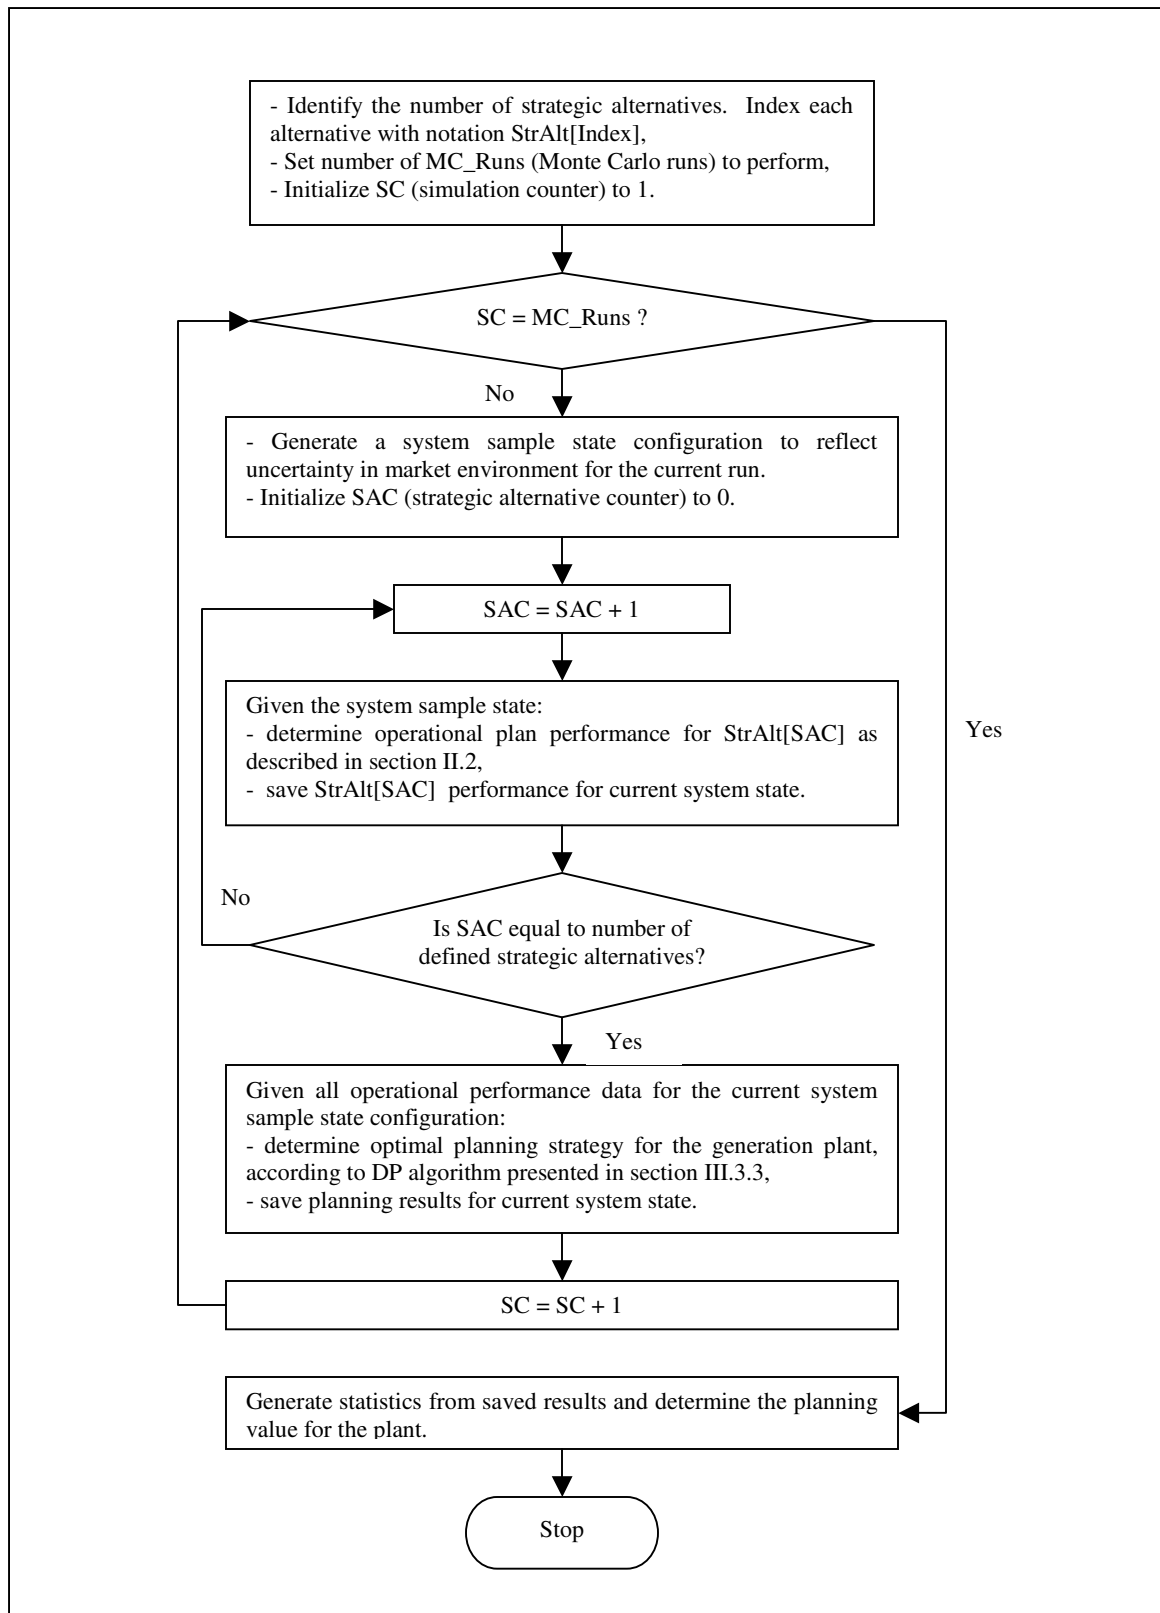 - Identify the number of strategic alternatives. Index each
alternative with notation StrAlt[Index],
- Set number of MC_Runs (Monte Carlo runs) to perform,
- Initialize SC (simulation counter) to 1.
SC = MC_Runs ?
No
- Generate a system sample state configuration to reflect
uncertainty in market environment for the current run.
- Initialize SAC (strategic alternative counter) to 0.
SAC = SAC + 1
Given the system sample state:
- determine operational plan performance for StrAlt[SAC] as
described in section II.2,
- save StrAlt[SAC] performance for current system state.
Yes
No
Is SAC equal to number of
defined strategic alternatives?
Yes
Given all operational performance data for the current system
sample state configuration:
- determine optimal planning strategy for the generation plant,
according to DP algorithm presented in section III.3.3,
- save planning results for current system state.
SC = SC + 1
Generate statistics from saved results and determine the planning
value for the plant.
Stop